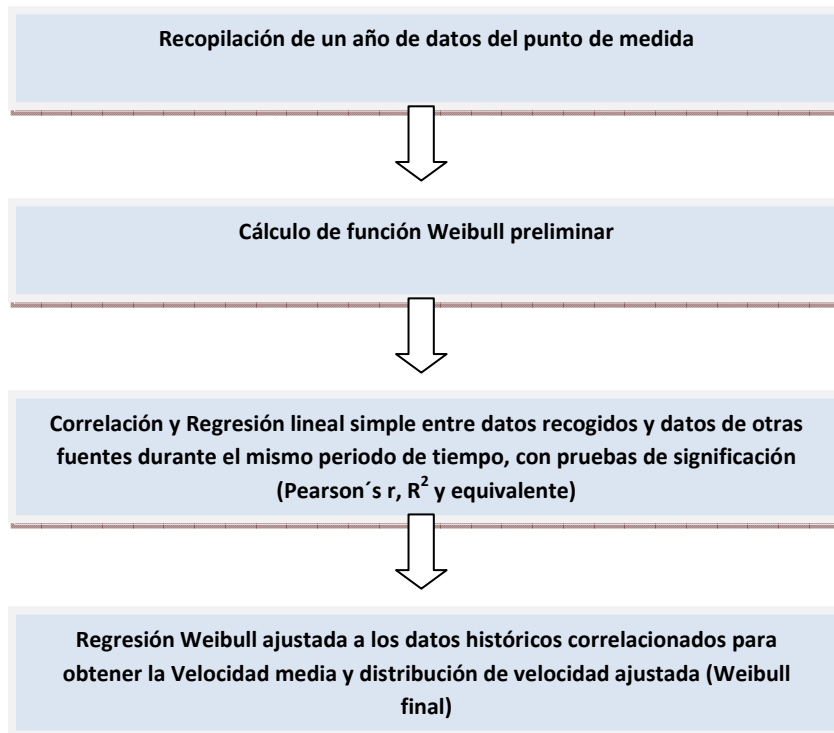 Recopilación de un año de datos del punto de medida
Cálculo de función Weibull preliminar
Correlación y Regresión lineal simple entre datos recogidos y datos de otras
fuentes durante el mismo periodo de tiempo, con pruebas de significación
(Pearson´s r, R² y equivalente)
Regresión Weibull ajustada a los datos históricos correlacionados para
obtener la Velocidad media y distribución de velocidad ajustada (Weibull
final)